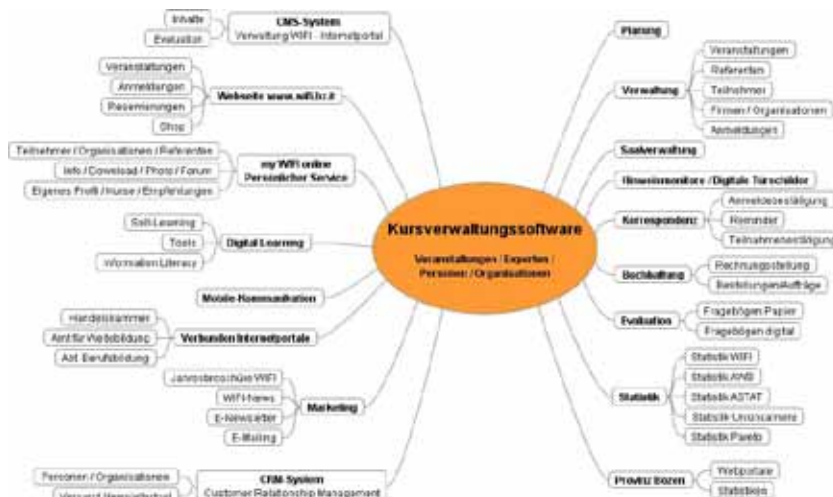 Inhalte
Evaluation
CMS-System
Verwaltung WIFI - Internetportal
Veranstaltungen
Anmeldungen
Reservierungen
Shop
Webseite www.wifi.bz.it
Teilnehmer / Organisationen / Referenten
Info / Download / Photo / Forum
Eigenes Profil / Kurse / Empfehlungen
my WIFI online
Persönlicher Service
Self-Learning
Tools
Information Literacy
Digital Learning
Mobile-Kommunikation
Handelskammer
Amt für Weiterbildung
Abt. Berufsbildung
Verbunden Internetportale
Jahresbroschüre WIFI
WIFI-News
E-Newsletter
E-Mailing
Marketing
Personen / Organisationen
CRM-System
Customer Relationship Management
Kursverwaltungssoftware
Veranstaltungen / Experten /
Personen / Organisationen
Planung
Verwaltung
Veranstaltungen
Referenten
Teilnehmer
Firmen / Organisationen
Anmeldungen
Saalverwaltung
Hinweismonitore / Digitale Türschilder
Korrespondenz
Anmeldebestätigung
Reminder
Teilnahmebestätigung
Buchhaltung
Rechnungsstellung
Bestellungen/Aufträge
Evaluation
Fragebögen Papier
Fragebögen digital
Statistik
Statistik WIFI
Statistik AWB
Statistik ASTAT
Statistik Unioncamere
Statistik Pareto
Provinz Bozen
Webportale
Statistiken